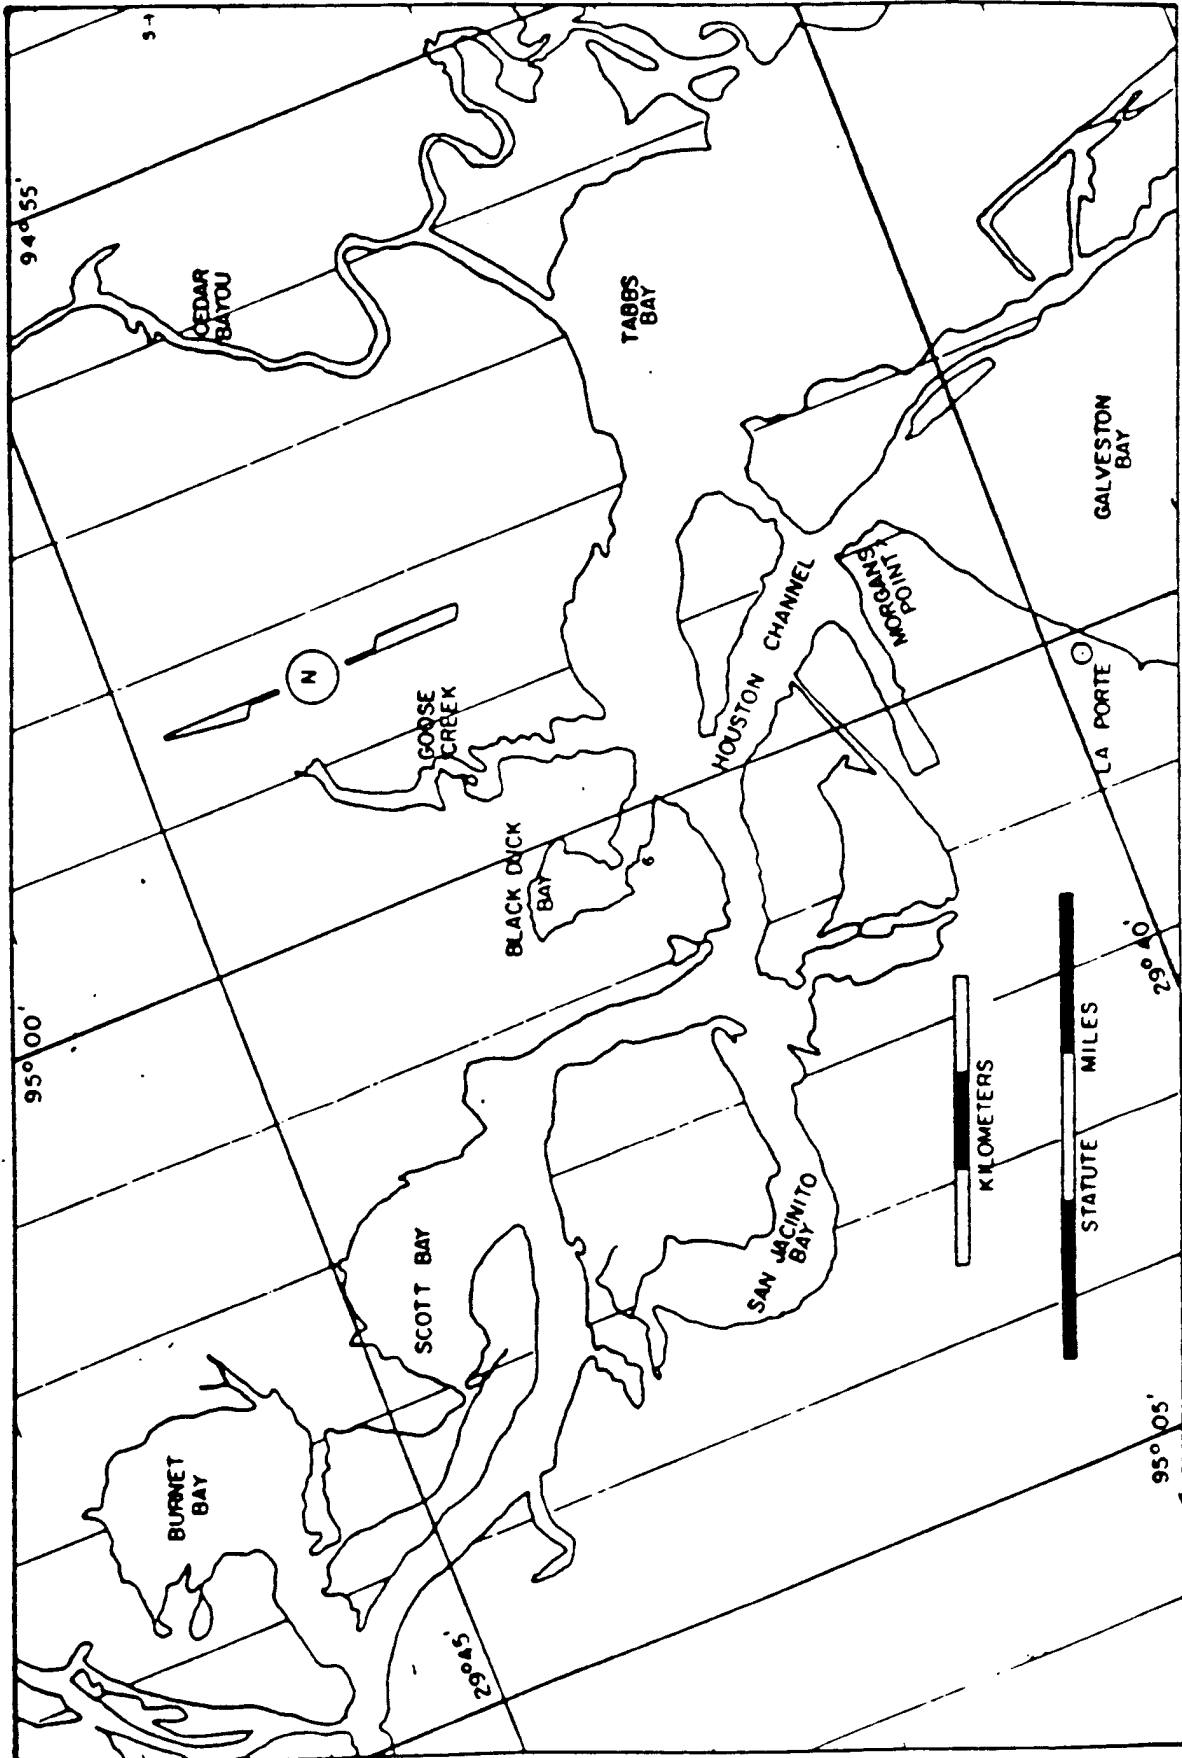 94° 55'
95° 00'
CEDAR
BAYOU
TABBS
BAY
GALVESTON
BAY
N
GOOSE
CREEK
HOUSTON CHANNEL
MORGANS
POINT
LA PORTE
BLACK DUCK
BAY
6
29° 40'
SCOTT BAY
SAN JACINITO
BAY
KILOMETERS
STATUTE MILES
BURNET
BAY
29° 45'
95° 05'